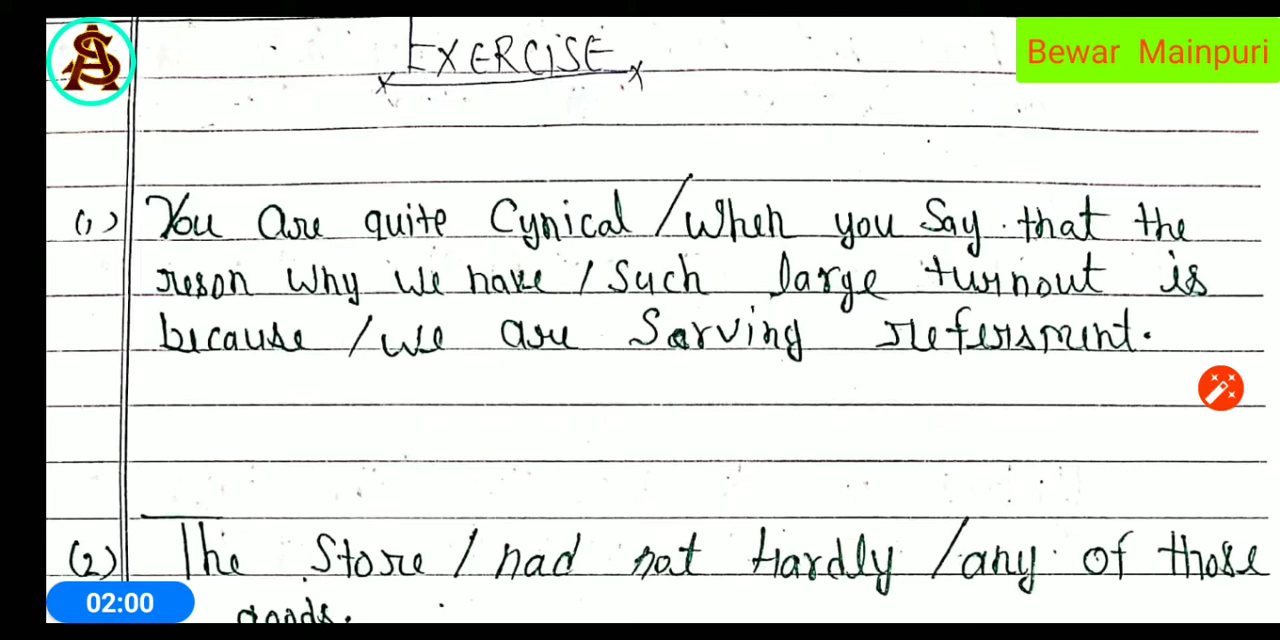 EXERCISE
Bewar Mainpuri
(1) You are quite Cynical / When you Say that the
reson why we have / Such large turnout is
because / we are Sarving refersment.
(2) The Store / had not Hardly / any of those
goods.
02:00